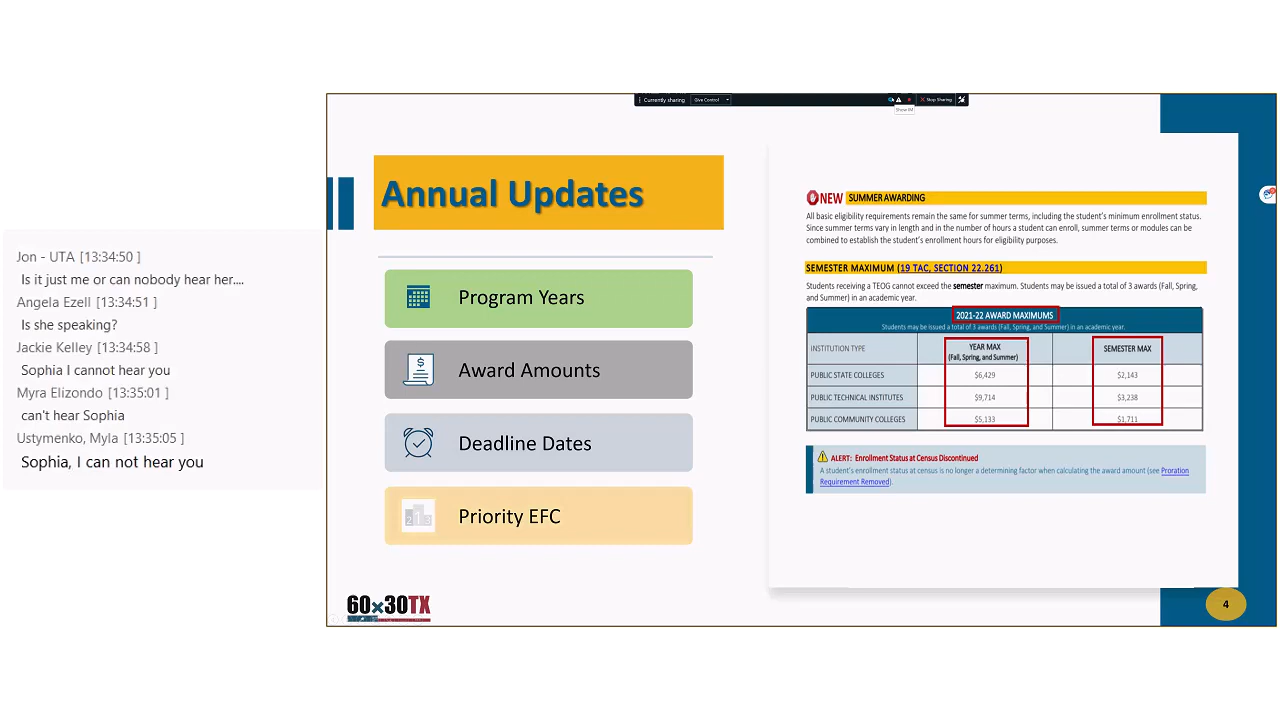 Jon - UTA [13:34:50 ]
Is it just me or can nobody hear her....
Angela Ezell [13:34:51 ]
Is she speaking?
Jackie Kelley [13:34:58 ]
Sophia I cannot hear you
Myra Elizondo [13:35:01 ]
can't hear Sophia
Ustymenko, Myla [13:35:05 ]
Sophia, I can not hear you
Currently sharing
Give Control
Stop Sharing
Show IM
Annual Updates
Program Years
Award Amounts
Deadline Dates
Priority EFC
60x30TX
NEW SUMMER AWARDING
All basic eligibility requirements remain the same for summer terms, including the student's minimum enrollment status.
Since summer terms vary in length and in the number of hours a student can enroll, summer terms or modules can be
combined to establish the student's enrollment hours for eligibility purposes.
SEMESTER MAXIMUM (19 TAC, SECTION 22.261)
Students receiving a TEOG cannot exceed the semester maximum. Students may be issued a total of 3 awards (Fall, Spring,
and Summer) in an academic year.
2021-22 AWARD MAXIMUMS
Students may be issued a total of 3 awards (Fall, Spring, and Summer) in an academic year.
INSTITUTION TYPE YEAR MAX SEMESTER MAX
(Fall, Spring, and Summer)
PUBLIC STATE COLLEGES $6,429 $2,143
PUBLIC TECHNICAL INSTITUTES $9,714 $3,238
PUBLIC COMMUNITY COLLEGES $5,133 $1,711
ALERT: Enrollment Status at Census Discontinued
A student's enrollment status at census is no longer a determining factor when calculating the award amount (see Proration
Requirement Removed).
4